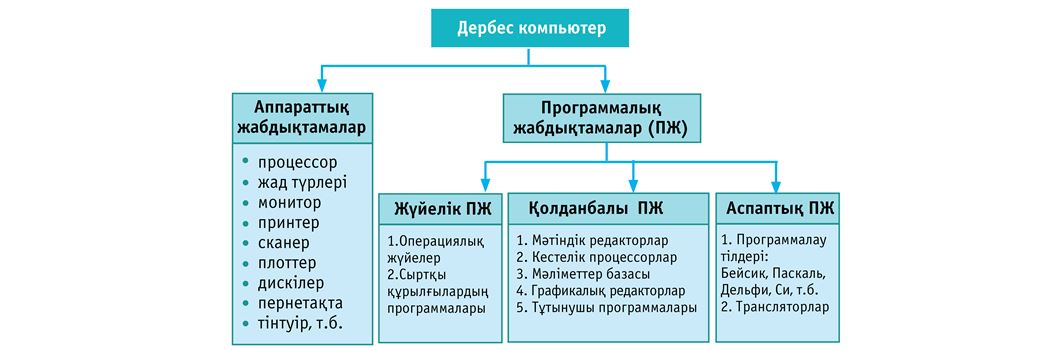 Дербес компьютер
Аппараттық
жабдықтамалар
• процессор
• жад түрлері
• монитор
• принтер
• сканер
• плоттер
• дискілер
• пернетақта
• тінтуір, т.б.
Программалық
жабдықтамалар (ПЖ)
Жүйелік ПЖ
1.Операциялық
жүйелер
2.Сыртқы
құрылғылардың
программалары
Қолданбалы ПЖ
1. Мәтіндік редакторлар
2. Кестелік процессорлар
3. Мәліметтер базасы
4. Графикалық редакторлар
5. Тұтынушы программалары
Аспаптық ПЖ
1. Программалау
тілдері:
Бейсик, Паскаль,
Дельфи, Си, т.б.
2. Трансляторлар